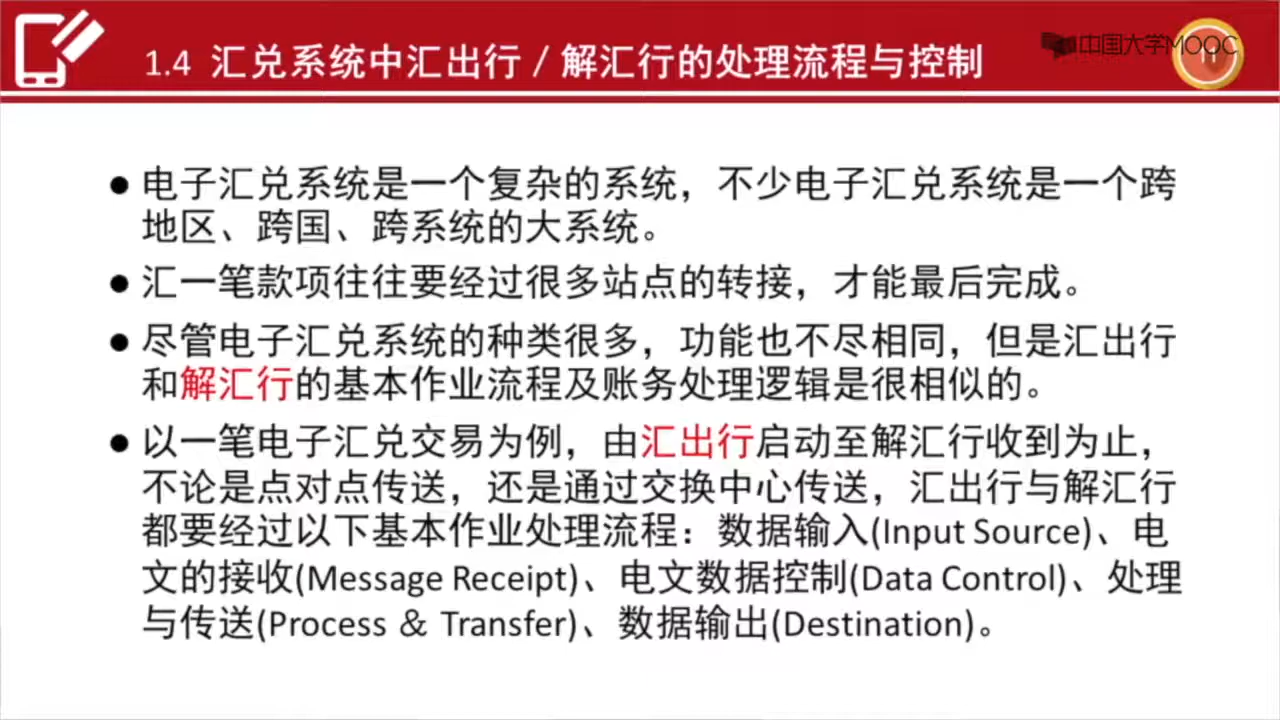 1.4 汇兑系统中汇出行 / 解汇行的处理流程与控制
中国大学MOOC
● 电子汇兑系统是一个复杂的系统，不少电子汇兑系统是一个跨
地区、跨国、跨系统的大系统。
● 汇一笔款项往往要经过很多站点的转接，才能最后完成。
● 尽管电子汇兑系统的种类很多，功能也不尽相同，但是汇出行
和解汇行的基本作业流程及账务处理逻辑是很相似的。
● 以一笔电子汇兑交易为例，由汇出行启动至解汇行收到为止，
不论是点对点传送，还是通过交换中心传送，汇出行与解汇行
都要经过以下基本作业处理流程：数据输入(Input Source)、电
文的接收(Message Receipt)、电文数据控制(Data Control)、处理
与传送(Process & Transfer)、数据输出(Destination)。